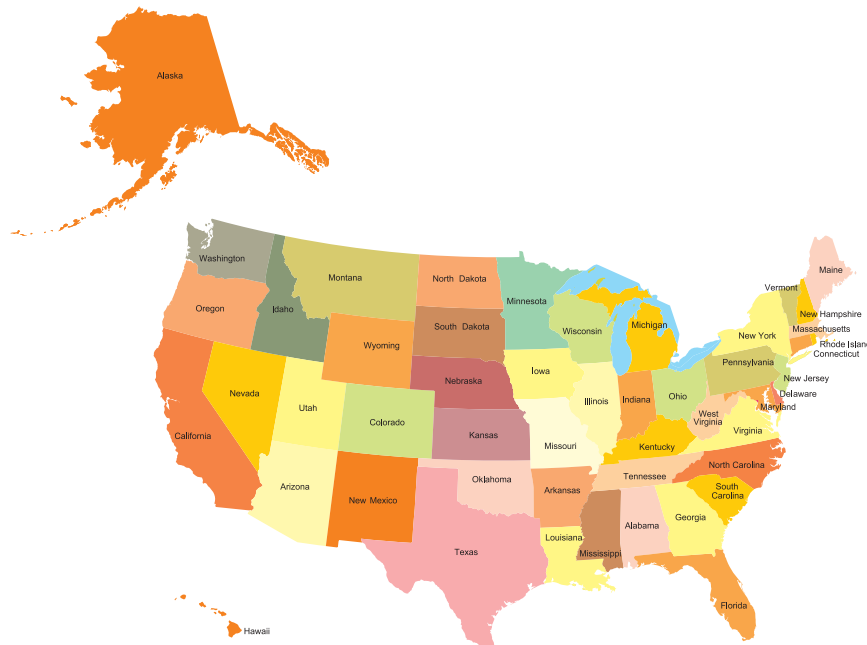 Alaska
Washington
Montana
North Dakota
Minnesota
Maine
Vermont
Oregon
Idaho
South Dakota
Wisconsin
Michigan
New Hampshire
Massachusetts
New York
Rhode Island
Connecticut
Wyoming
Pennsylvania
Iowa
Nebraska
New Jersey
Nevada
Utah
Illinois
Indiana
Ohio
Delaware
Maryland
Colorado
West
Virginia
Virginia
California
Kansas
Missouri
Kentucky
North Carolina
Arizona
Oklahoma
Tennessee
New Mexico
Arkansas
South
Carolina
Georgia
Alabama
Texas
Louisiana
Mississippi
Florida
Hawaii